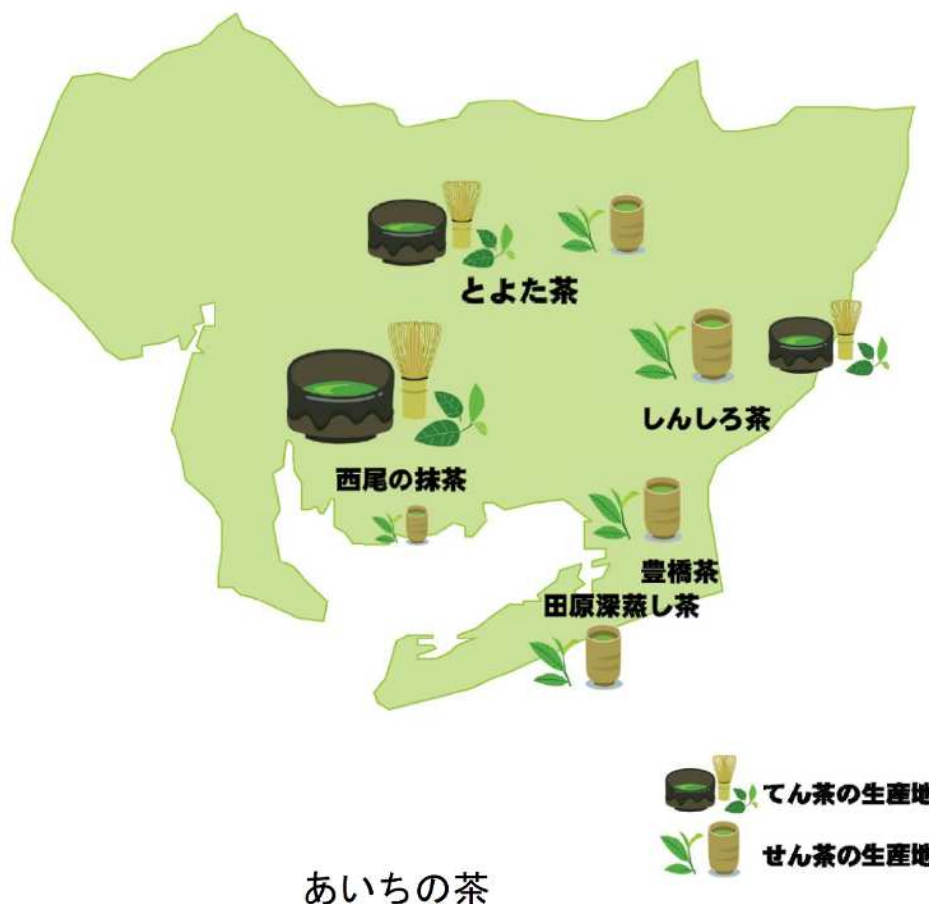 とよた茶
しんしろ茶
西尾の抹茶
豊橋茶
田原深蒸し茶
てん茶の生産地
せん茶の生産地
あいちの茶